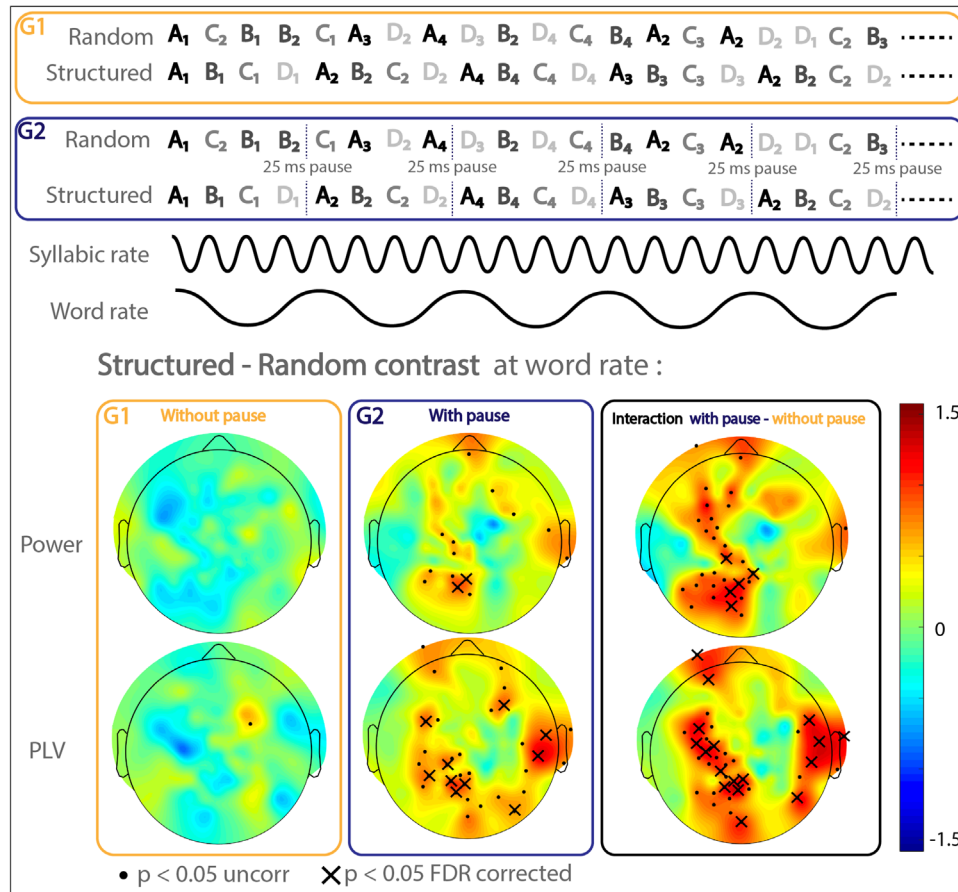 G1
Random A₁ C₂ B₁ B₂ C₁ A₃ D₂ A₄ D₃ B₂ D₄ C₄ B₄ A₂ C₃ A₂ D₂ D₁ C₂ B₃
Structured A₁ B₁ C₁ D₁ A₂ B₂ C₂ D₂ A₄ B₄ C₄ D₄ A₃ B₃ C₃ D₃ A₂ B₂ C₂ D₂
G2
Random A₁ C₂ B₁ B₂ C₁ A₃ D₂ A₄ D₃ B₂ D₄ C₄ B₄ A₂ C₃ A₂ D₂ D₁ C₂ B₃
25 ms pause 25 ms pause 25 ms pause 25 ms pause 25 ms pause
Structured A₁ B₁ C₁ D₁ A₂ B₂ C₂ D₂ A₄ B₄ C₄ D₄ A₃ B₃ C₃ D₃ A₂ B₂ C₂ D₂
Syllabic rate
Word rate
Structured - Random contrast at word rate :
G1 Without pause
G2 With pause
Interaction with pause - without pause
1.5
Power
0
PLV
-1.5
• p < 0.05 uncorr × p < 0.05 FDR corrected